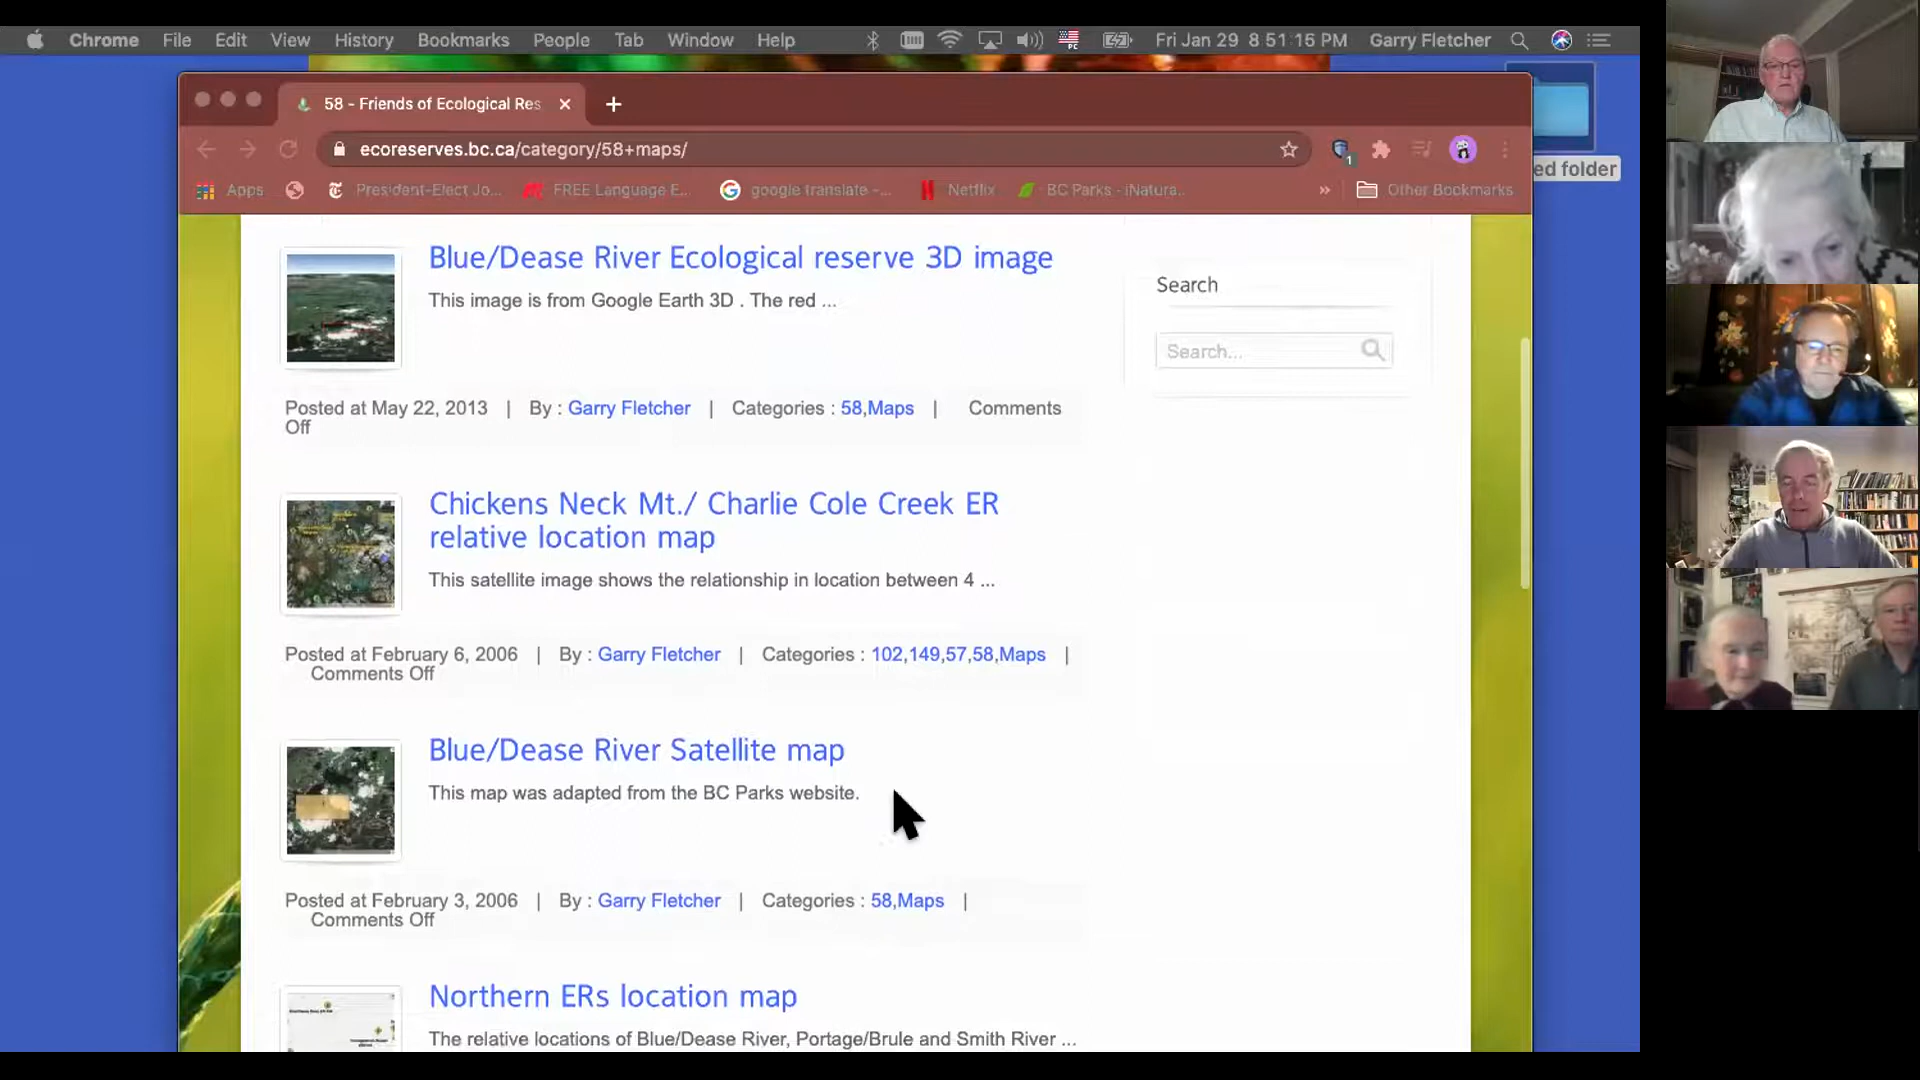 Chrome File Edit View History Bookmarks People Tab Window Help Fri Jan 29 8:51:15 PM Garry Fletcher
58 - Friends of Ecological Res
ecoreserves.bc.ca/category/58+maps/
1
ed folder
Apps President-Elect Jo... FREE Language E... google translate -... Netflix BC Parks - iNatura... » Other Bookmarks
Blue/Dease River Ecological reserve 3D image
This image is from Google Earth 3D . The red ...
Search
Search...
Posted at May 22, 2013 | By : Garry Fletcher | Categories : 58,Maps | Comments
Off
Chickens Neck Mt./ Charlie Cole Creek ER
relative location map
This satellite image shows the relationship in location between 4 ...
Posted at February 6, 2006 | By : Garry Fletcher | Categories : 102,149,57,58,Maps |
Comments Off
Blue/Dease River Satellite map
This map was adapted from the BC Parks website.
Posted at February 3, 2006 | By : Garry Fletcher | Categories : 58,Maps |
Comments Off
Northern ERs location map
The relative locations of Blue/Dease River, Portage/Brule and Smith River ...